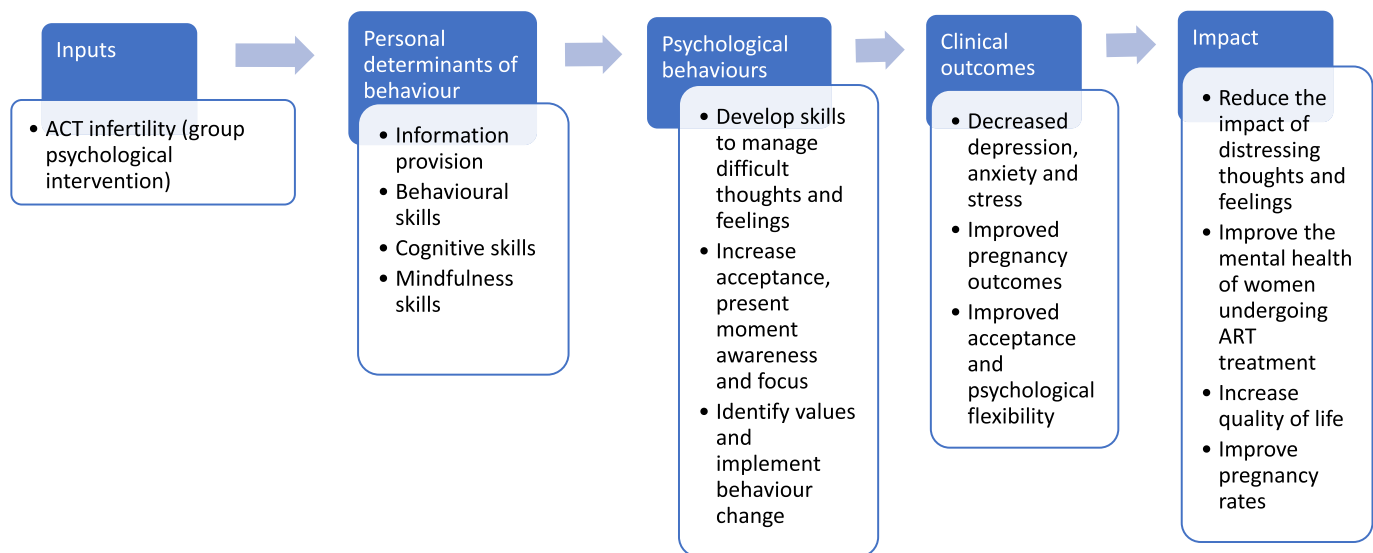 Inputs
• ACT infertility (group
psychological
intervention)
Personal
determinants of
behaviour
• Information
provision
• Behavioural
skills
• Cognitive skills
• Mindfulness
skills
Psychological
behaviours
• Develop skills
to manage
difficult
thoughts and
feelings
• Increase
acceptance,
present
moment
awareness
and focus
• Identify values
and
implement
behaviour
change
Clinical
outcomes
• Decreased
depression,
anxiety and
stress
• Improved
pregnancy
outcomes
• Improved
acceptance
and
psychological
flexibility
Impact
• Reduce the
impact of
distressing
thoughts and
feelings
• Improve the
mental health
of women
undergoing
ART
treatment
• Increase
quality of life
• Improve
pregnancy
rates